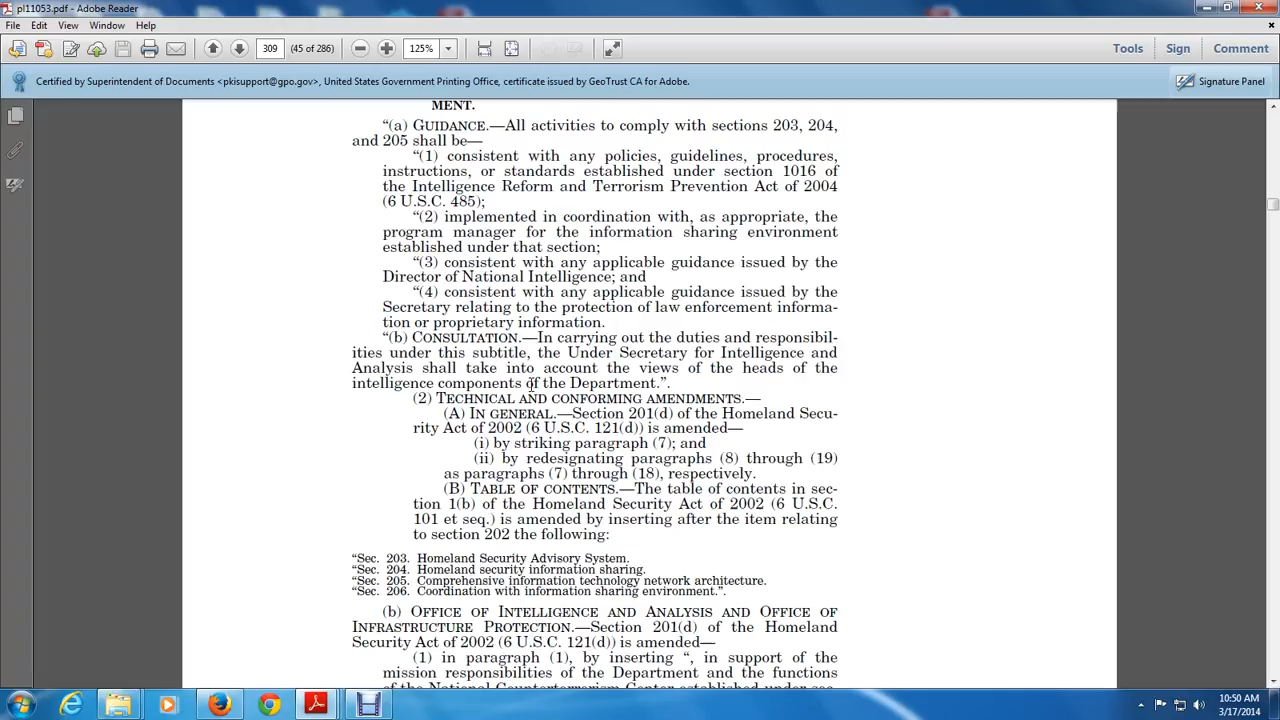 pl11053.pdf - Adobe Reader
File Edit View Window Help
309 (45 of 286) 125% Tools Sign Comment
Certified by Superintendent of Documents <pkisupport@gpo.gov>, United States Government Printing Office, certificate issued by GeoTrust CA for Adobe. Signature Panel
MENT.
“(a) GUIDANCE.—All activities to comply with sections 203, 204,
and 205 shall be—
“(1) consistent with any policies, guidelines, procedures,
instructions, or standards established under section 1016 of
the Intelligence Reform and Terrorism Prevention Act of 2004
(6 U.S.C. 485);
“(2) implemented in coordination with, as appropriate, the
program manager for the information sharing environment
established under that section;
“(3) consistent with any applicable guidance issued by the
Director of National Intelligence; and
“(4) consistent with any applicable guidance issued by the
Secretary relating to the protection of law enforcement informa-
tion or proprietary information.
“(b) CONSULTATION.—In carrying out the duties and responsibil-
ities under this subtitle, the Under Secretary for Intelligence and
Analysis shall take into account the views of the heads of the
intelligence components of the Department.”.
(2) TECHNICAL AND CONFORMING AMENDMENTS.—
(A) IN GENERAL.—Section 201(d) of the Homeland Secu-
rity Act of 2002 (6 U.S.C. 121(d)) is amended—
(i) by striking paragraph (7); and
(ii) by redesignating paragraphs (8) through (19)
as paragraphs (7) through (18), respectively.
(B) TABLE OF CONTENTS.—The table of contents in sec-
tion 1(b) of the Homeland Security Act of 2002 (6 U.S.C.
101 et seq.) is amended by inserting after the item relating
to section 202 the following:
“Sec. 203. Homeland Security Advisory System.
“Sec. 204. Homeland security information sharing.
“Sec. 205. Comprehensive information technology network architecture.
“Sec. 206. Coordination with information sharing environment.”.
(b) OFFICE OF INTELLIGENCE AND ANALYSIS AND OFFICE OF
INFRASTRUCTURE PROTECTION.—Section 201(d) of the Homeland
Security Act of 2002 (6 U.S.C. 121(d)) is amended—
(1) in paragraph (1), by inserting “, in support of the
mission responsibilities of the Department and the functions
of the National Counterterrorism Center established under sec-
10:50 AM
3/17/2014